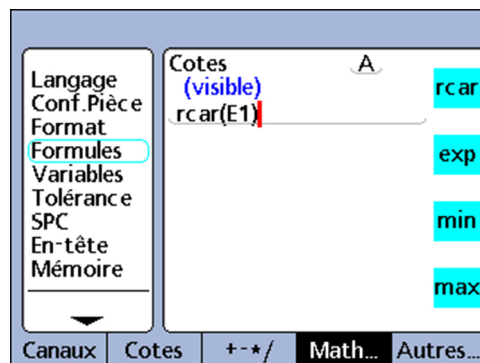 Langage
Conf.Pièce
Format
Formules
Variables
Tolérance
SPC
En-tête
Mémoire
Cotes A
(visible)
rcar(E1)
rcar
exp
min
max
Canaux Cotes +-*/ Math... Autres...